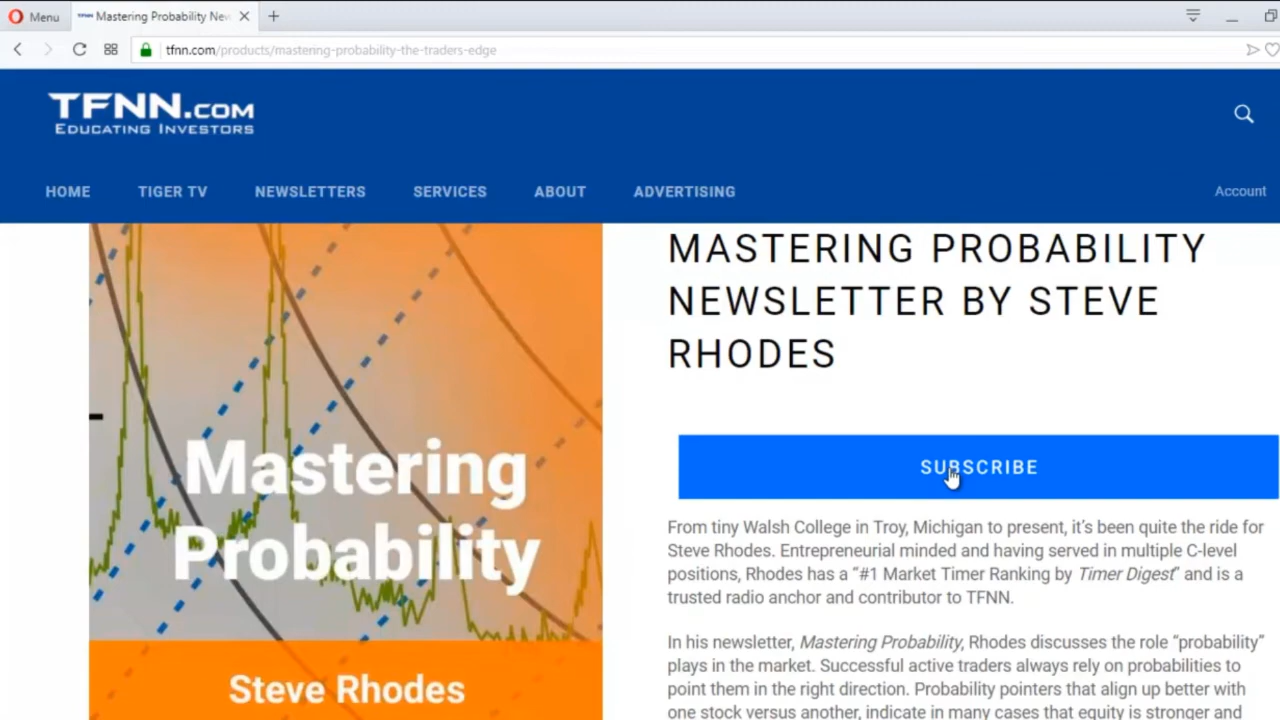 Menu
Mastering Probability New
tfnn.com/products/mastering-probability-the-traders-edge
TFNN.COM
EDUCATING INVESTORS
HOME
TIGER TV
NEWSLETTERS
SERVICES
ABOUT
ADVERTISING
Account
Mastering
Probability
Steve Rhodes
MASTERING PROBABILITY
NEWSLETTER BY STEVE
RHODES
SUBSCRIBE
From tiny Walsh College in Troy, Michigan to present, it's been quite the ride for
Steve Rhodes. Entrepreneurial minded and having served in multiple C-level
positions, Rhodes has a “#1 Market Timer Ranking by Timer Digest” and is a
trusted radio anchor and contributor to TFNN.
In his newsletter, Mastering Probability, Rhodes discusses the role “probability”
plays in the market. Successful active traders always rely on probabilities to
point them in the right direction. Probability pointers that align up better with
one stock versus another, indicate in many cases that equity is stronger and